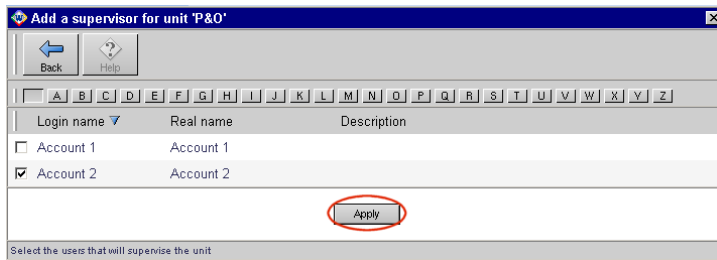 Add a supervisor for unit 'P&O'
Back Help
A B C D E F G H I J K L M N O P Q R S T U V W X Y Z
Login name Real name Description
Account 1 Account 1
Account 2 Account 2
Apply
Select the users that will supervise the unit